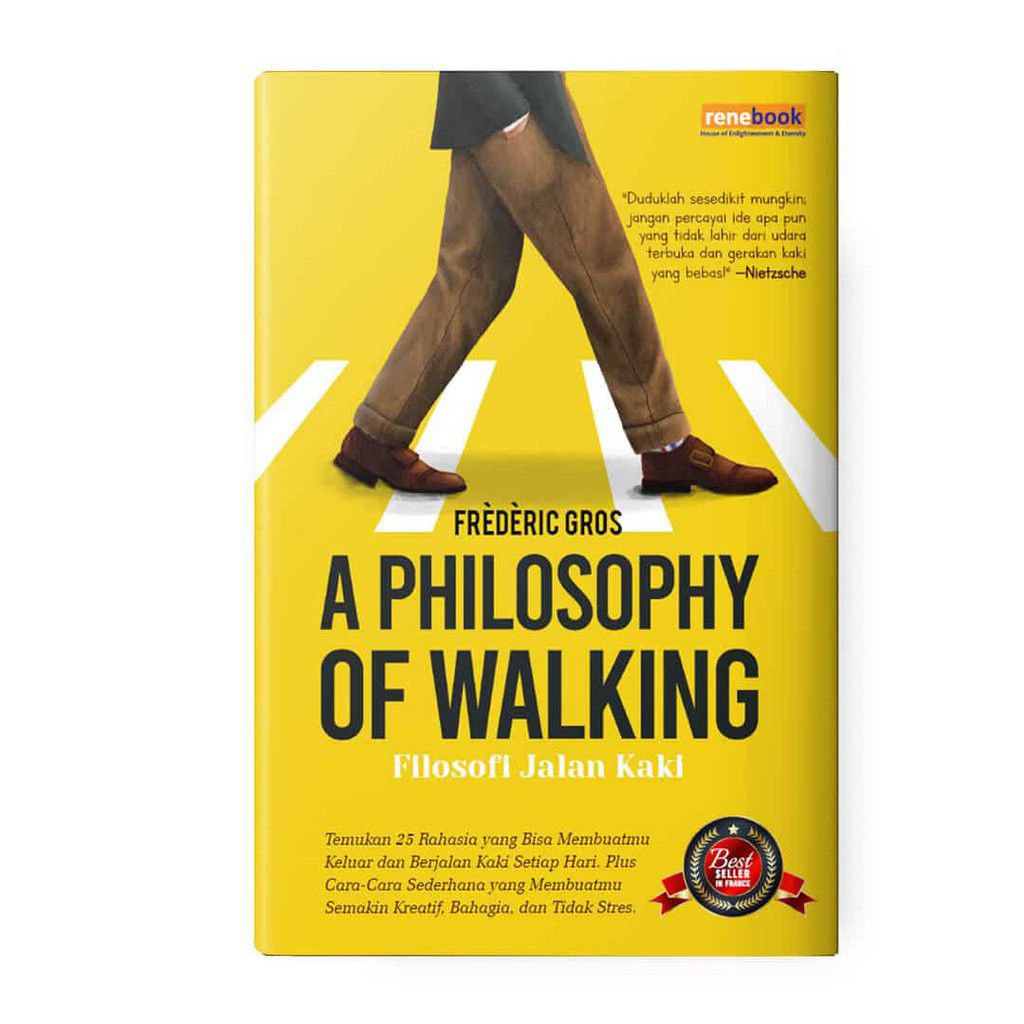 renebook
House of Enlightenment & Eternity
"Duduklah sesedikit mungkin;
jangan percayai ide apa pun
yang tidak lahir dari udara
terbuka dan gerakan kaki
yang bebas!" —Nietzsche
FRÈDÈRIC GROS
A PHILOSOPHY
OF WALKING
Filosofi Jalan Kaki
Temukan 25 Rahasia yang Bisa Membuatmu
Keluar dan Berjalan Kaki Setiap Hari. Plus
Cara-Cara Sederhana yang Membuatmu
Semakin Kreatif, Bahagia, dan Tidak Stres.
Best
SELLER
IN FRANCE